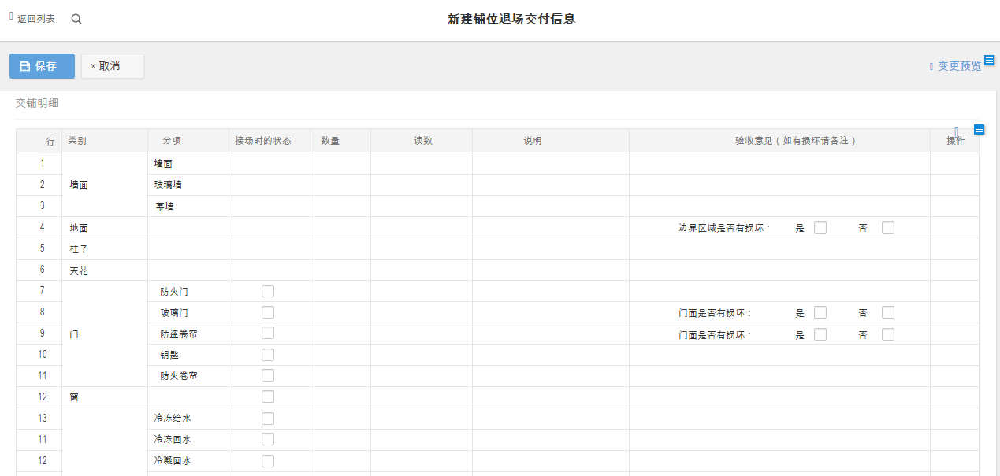 返回列表
新建铺位退场交付信息
保存
x 取消
变更预览
交铺明细
行 类别 分项 接场时的状态 数量 读数 说明 验收意见（如有损坏请备注） 操作
1 墙面
2 墙面 玻璃墙
3 幕墙
4 地面 边界区域是否有损坏： 是 否
5 柱子
6 天花
7 防火门
8 玻璃门 门面是否有损坏： 是 否
9 门 防盗卷帘 门面是否有损坏： 是 否
10 钥匙
11 防火卷帘
12 窗
13 冷冻给水
11 冷冻回水
12 冷凝回水